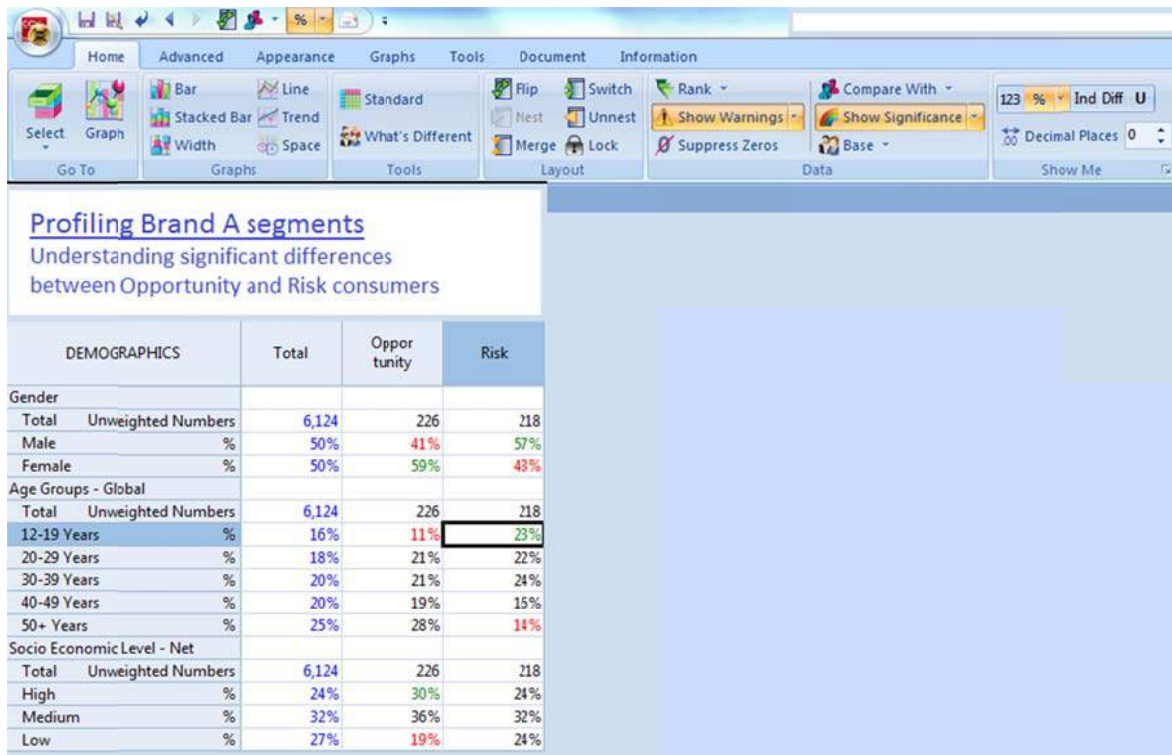 %
Home Advanced Appearance Graphs Tools Document Information
Bar Line Standard Flip Switch Rank Compare With 123 % Ind Diff U
Select Graph Stacked Bar Trend What's Different Nest Unnest Show Warnings Show Significance Decimal Places 0
Width Space Merge Lock Suppress Zeros Base
Go To Graphs Tools Layout Data Show Me
Profiling Brand A segments
Understanding significant differences
between Opportunity and Risk consumers
DEMOGRAPHICS Total Oppor tunity Risk
Gender
Total Unweighted Numbers 6,124 226 218
Male % 50% 41% 57%
Female % 50% 59% 43%
Age Groups - Global
Total Unweighted Numbers 6,124 226 218
12-19 Years % 16% 11% 23%
20-29 Years % 18% 21% 22%
30-39 Years % 20% 21% 24%
40-49 Years % 20% 19% 15%
50+ Years % 25% 28% 14%
Socio Economic Level - Net
Total Unweighted Numbers 6,124 226 218
High % 24% 30% 24%
Medium % 32% 36% 32%
Low % 27% 19% 24%